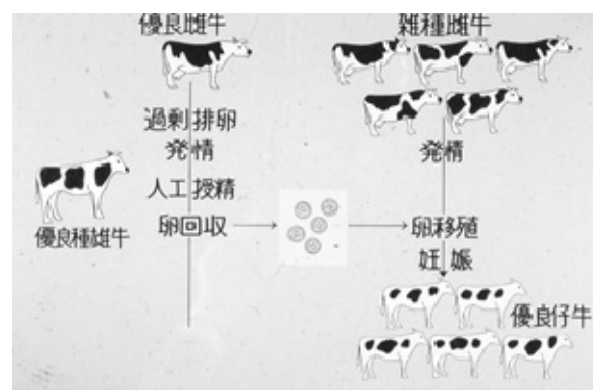 優良雌牛
過剰排卵
発情
人工授精
優良種雄牛
卵回収
雑種雌牛
発情
卵移殖
妊娠
優良仔牛